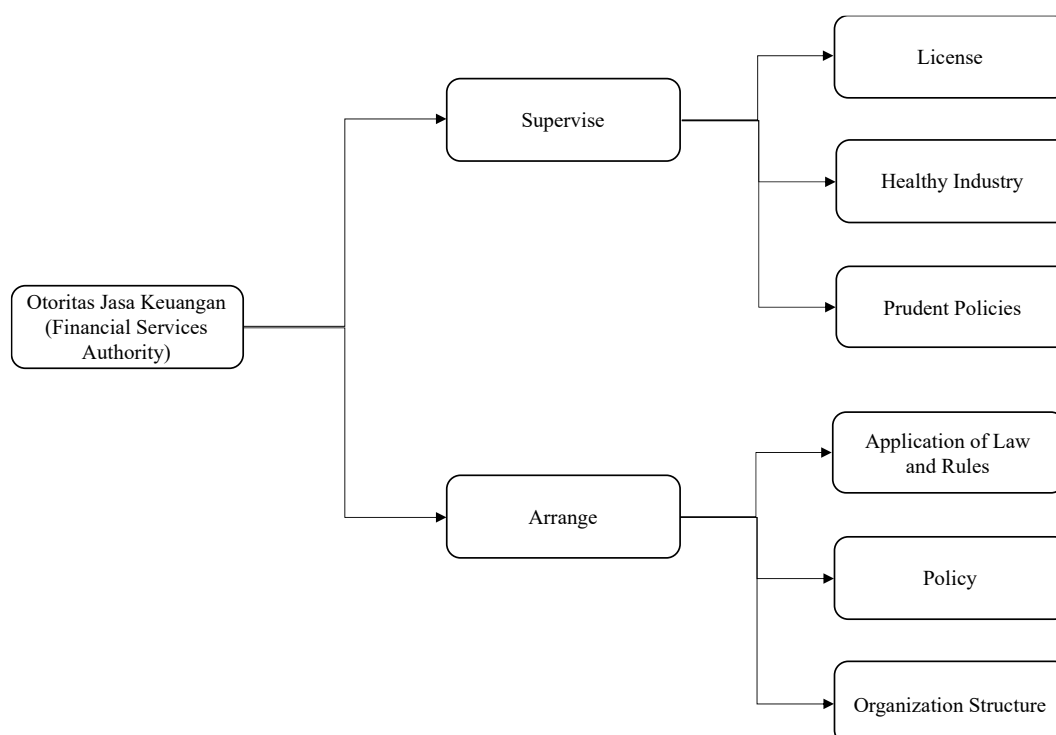 License
Supervise
Healthy Industry
Otoritas Jasa Keuangan
(Financial Services
Authority)
Prudent Policies
Application of Law
and Rules
Arrange
Policy
Organization Structure